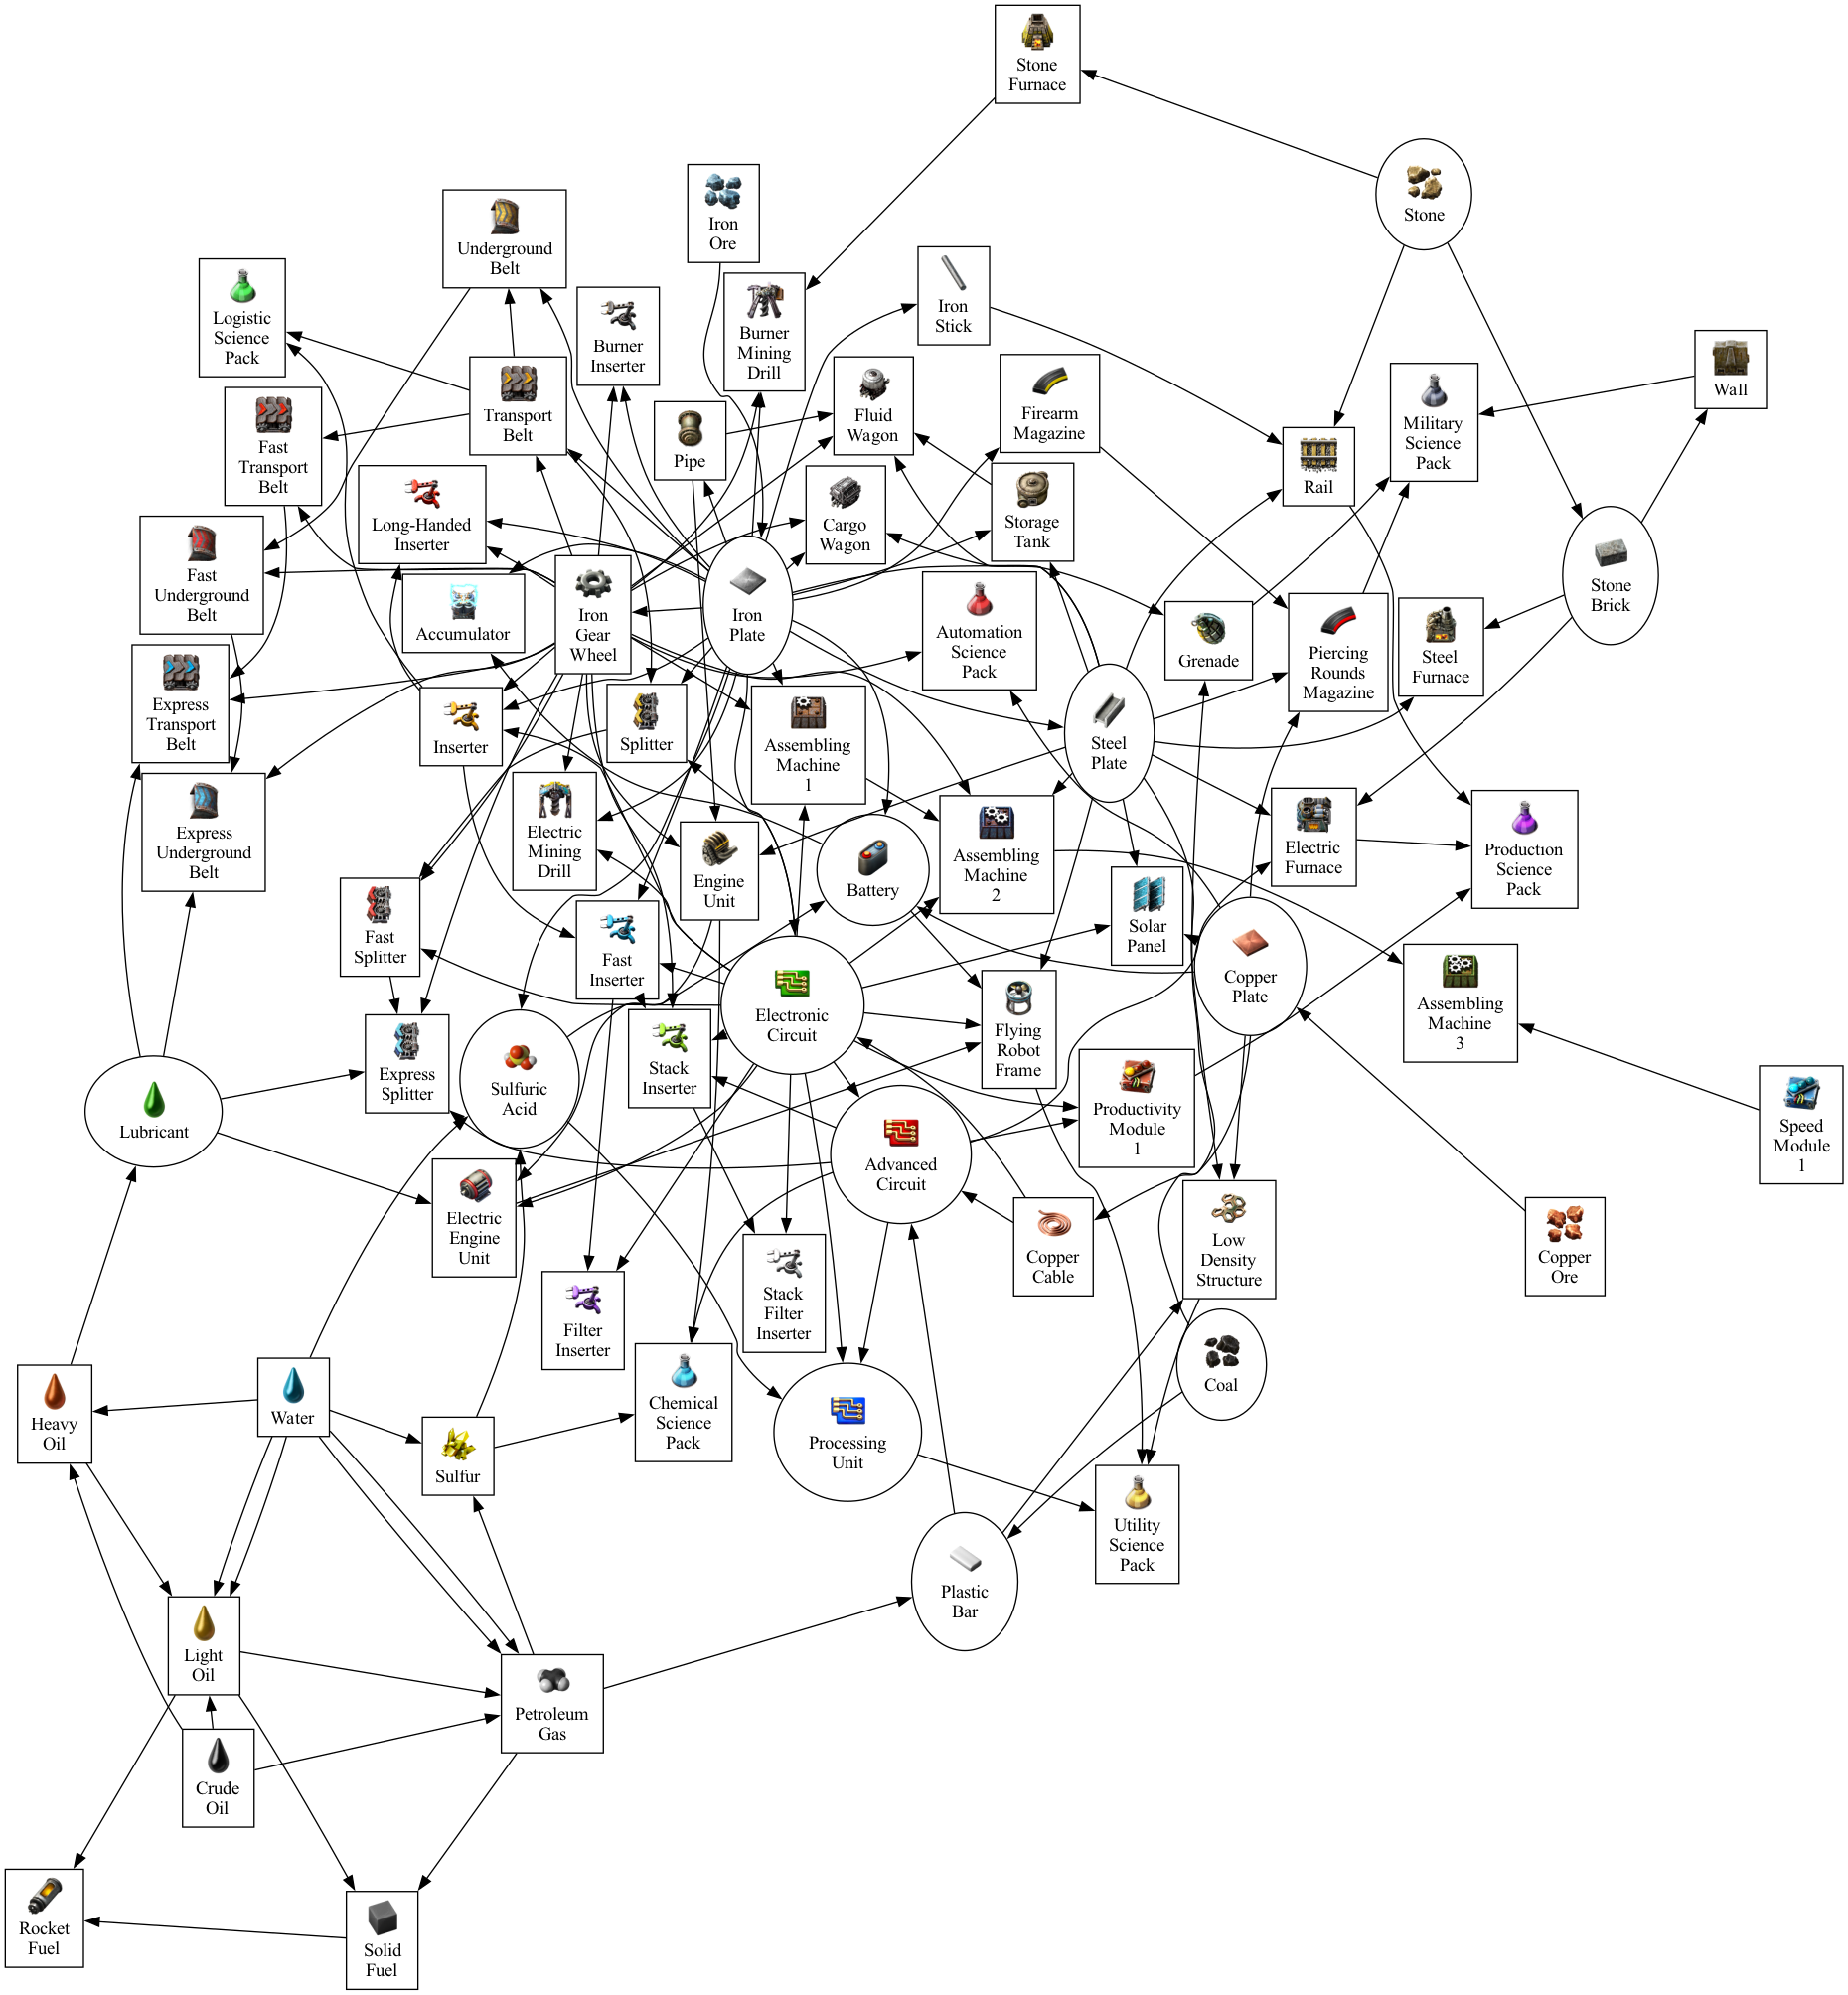 Stone
Furnace
Stone
Iron
Ore
Underground
Belt
Logistic
Science
Pack
Burner
Inserter
Burner
Mining
Drill
Iron
Stick
Wall
Transport
Belt
Fluid
Wagon
Firearm
Magazine
Military
Science
Pack
Fast
Transport
Belt
Pipe
Rail
Long-Handed
Inserter
Cargo
Wagon
Storage
Tank
Fast
Underground
Belt
Accumulator
Iron
Gear
Wheel
Iron
Plate
Automation
Science
Pack
Grenade
Piercing
Rounds
Magazine
Steel
Furnace
Stone
Brick
Express
Transport
Belt
Inserter
Splitter
Assembling
Machine
1
Steel
Plate
Express
Underground
Belt
Electric
Mining
Drill
Engine
Unit
Battery
Assembling
Machine
2
Electric
Furnace
Production
Science
Pack
Fast
Splitter
Fast
Inserter
Solar
Panel
Copper
Plate
Electronic
Circuit
Flying
Robot
Frame
Assembling
Machine
3
Lubricant
Express
Splitter
Sulfuric
Acid
Stack
Inserter
Productivity
Module
1
Speed
Module
1
Advanced
Circuit
Electric
Engine
Unit
Copper
Cable
Low
Density
Structure
Copper
Ore
Filter
Inserter
Stack
Filter
Inserter
Coal
Heavy
Oil
Water
Sulfur
Chemical
Science
Pack
Processing
Unit
Utility
Science
Pack
Plastic
Bar
Light
Oil
Petroleum
Gas
Crude
Oil
Rocket
Fuel
Solid
Fuel